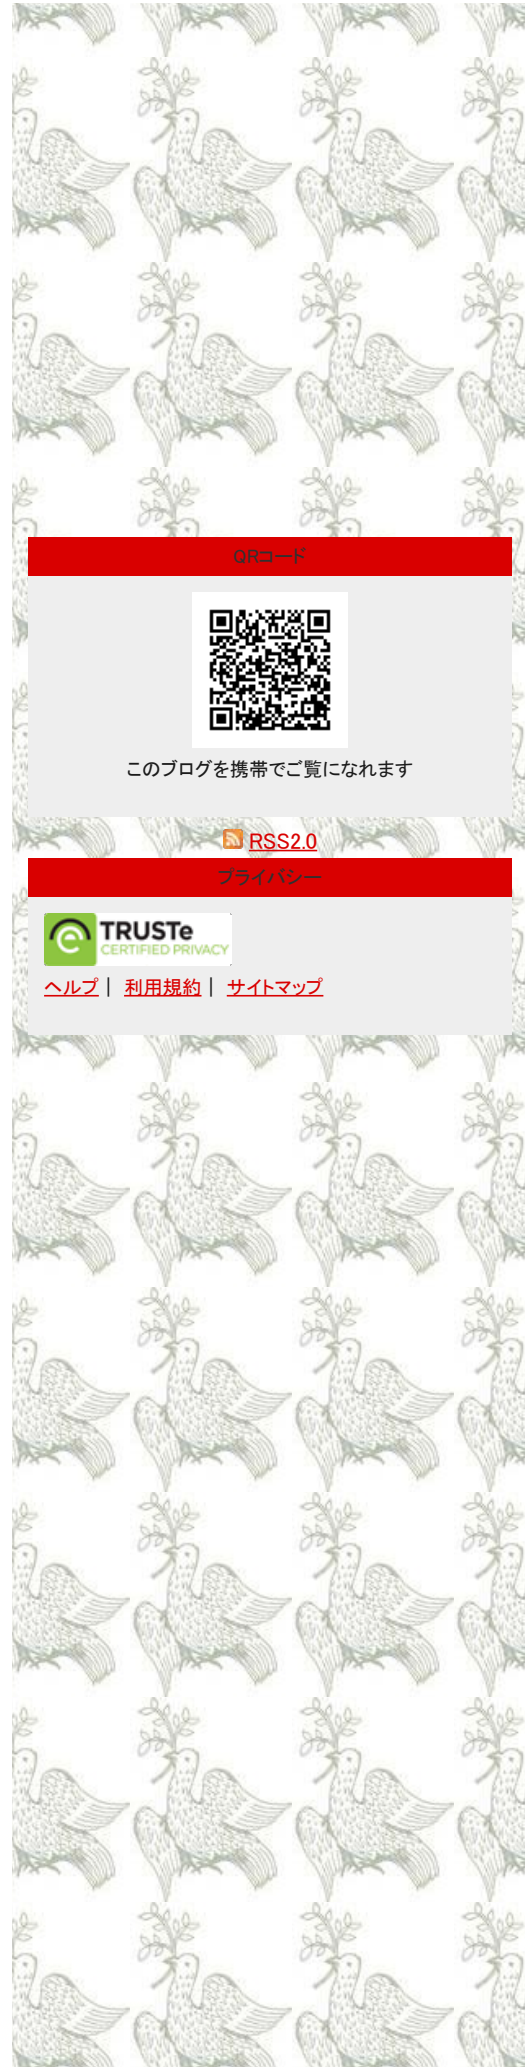 QRコード
このブログを携帯でご覧になれます
RSS2.0
プライバシー
TRUSTe
CERTIFIED PRIVACY
ヘルプ | 利用規約 | サイトマップ